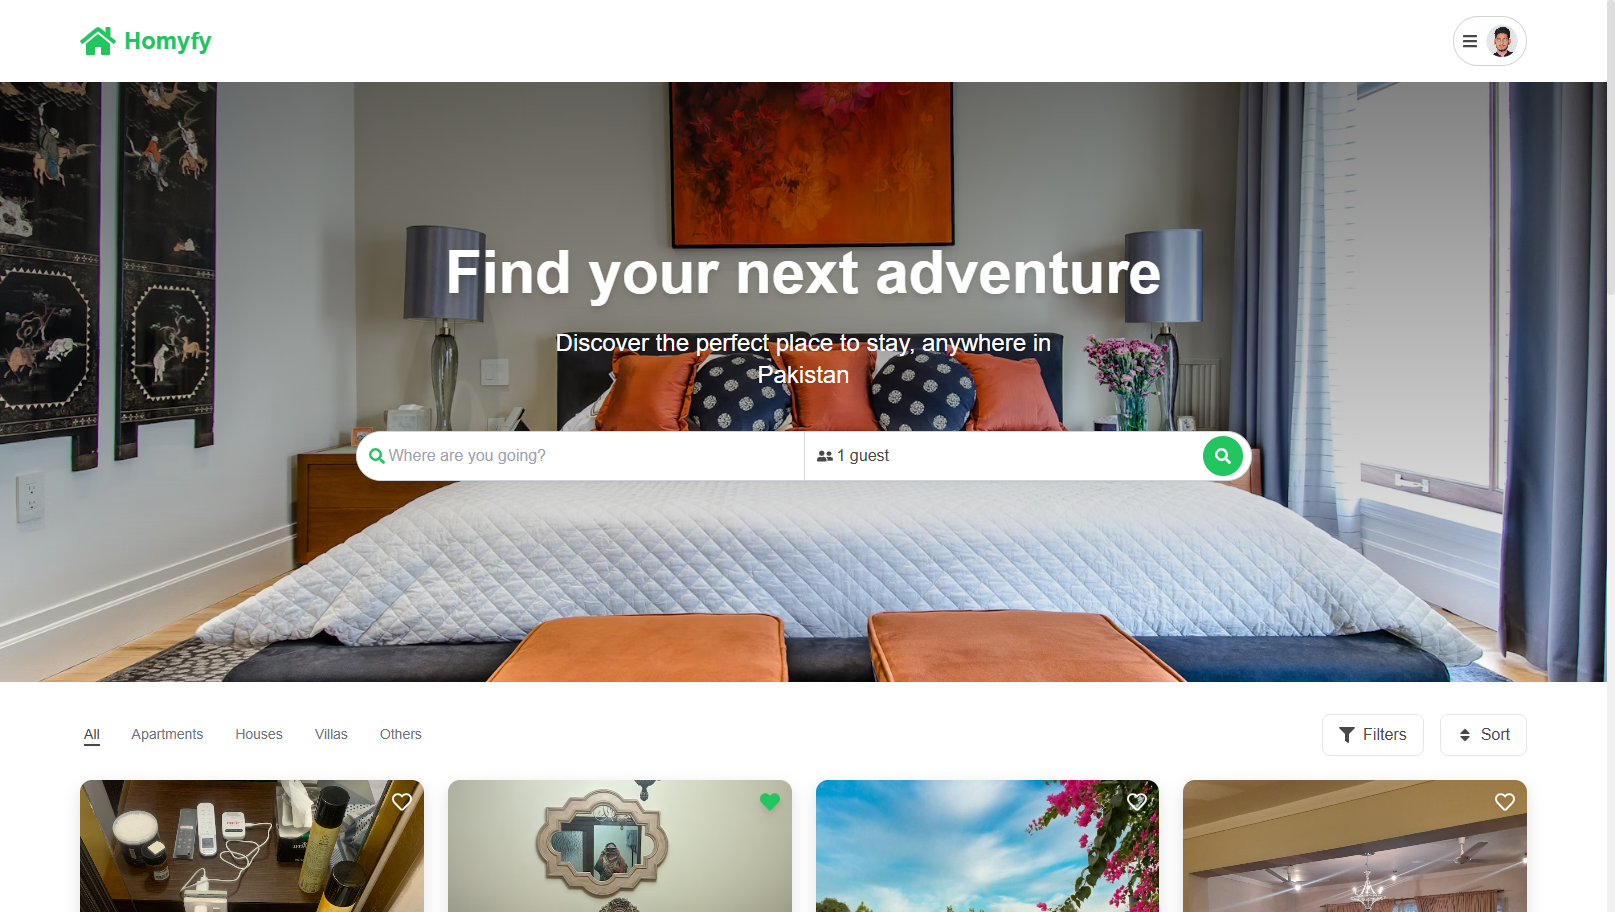 Homyfy
Find your next adventure
Discover the perfect place to stay, anywhere in
Pakistan
Where are you going?
1 guest
All
Apartments
Houses
Villas
Others
Filters
Sort